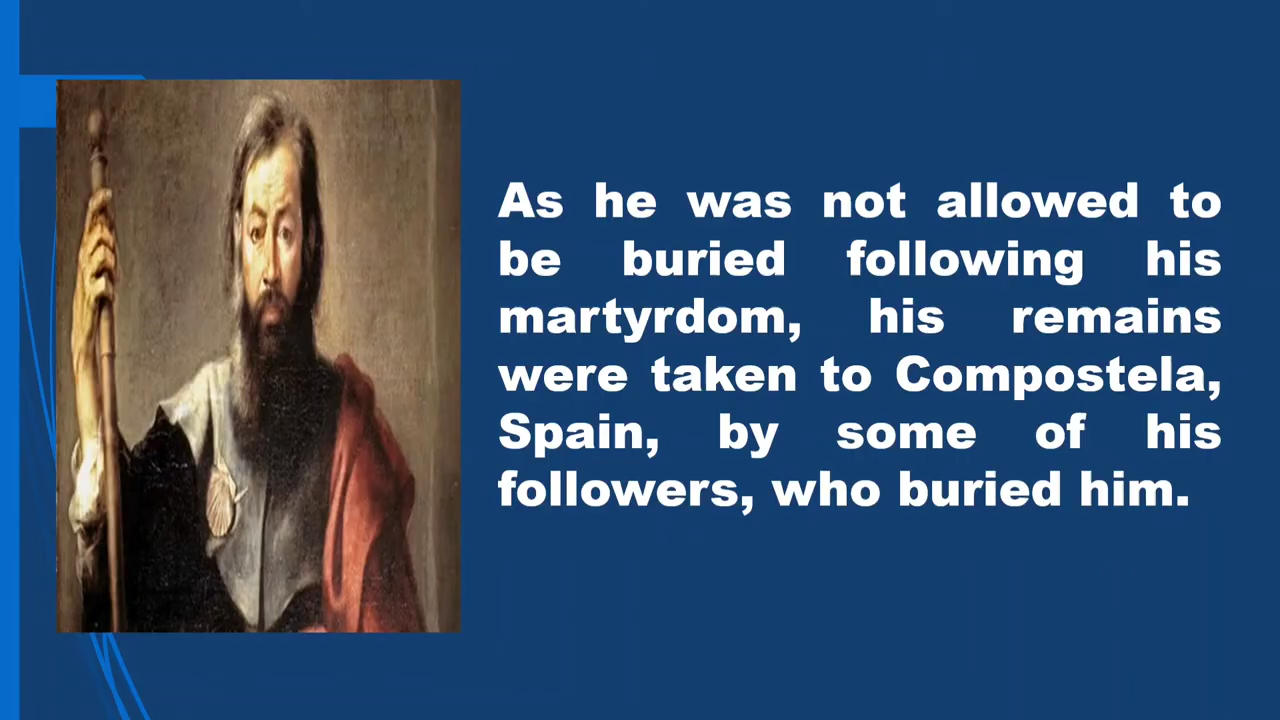 As he was not allowed to
be buried following his
martyrdom, his remains
were taken to Compostela,
Spain, by some of his
followers, who buried him.